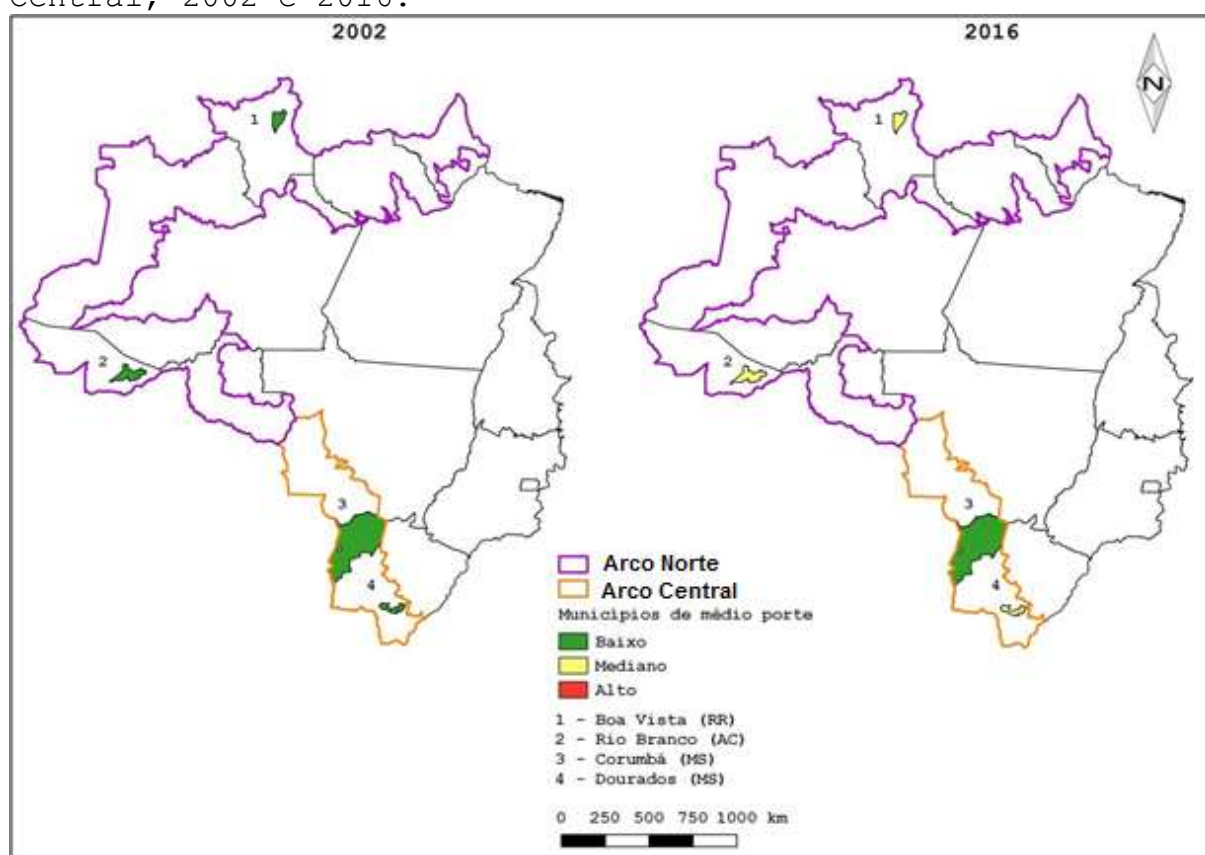 Central, 2002 e 2016.
2002
2016
N
1
2
3
4
1
2
3
4
Arco Norte
Arco Central
Municípios de médio porte
Baixo
Mediano
Alto
1 - Boa Vista (RR)
2 - Rio Branco (AC)
3 - Corumbá (MS)
4 - Dourados (MS)
0 250 500 750 1000 km